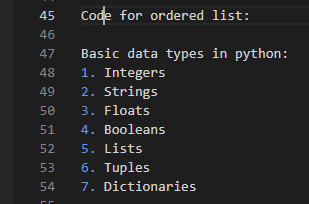 45 Code for ordered list:
46
47 Basic data types in python:
48 1. Integers
49 2. Strings
50 3. Floats
51 4. Booleans
52 5. Lists
53 6. Tuples
54 7. Dictionaries